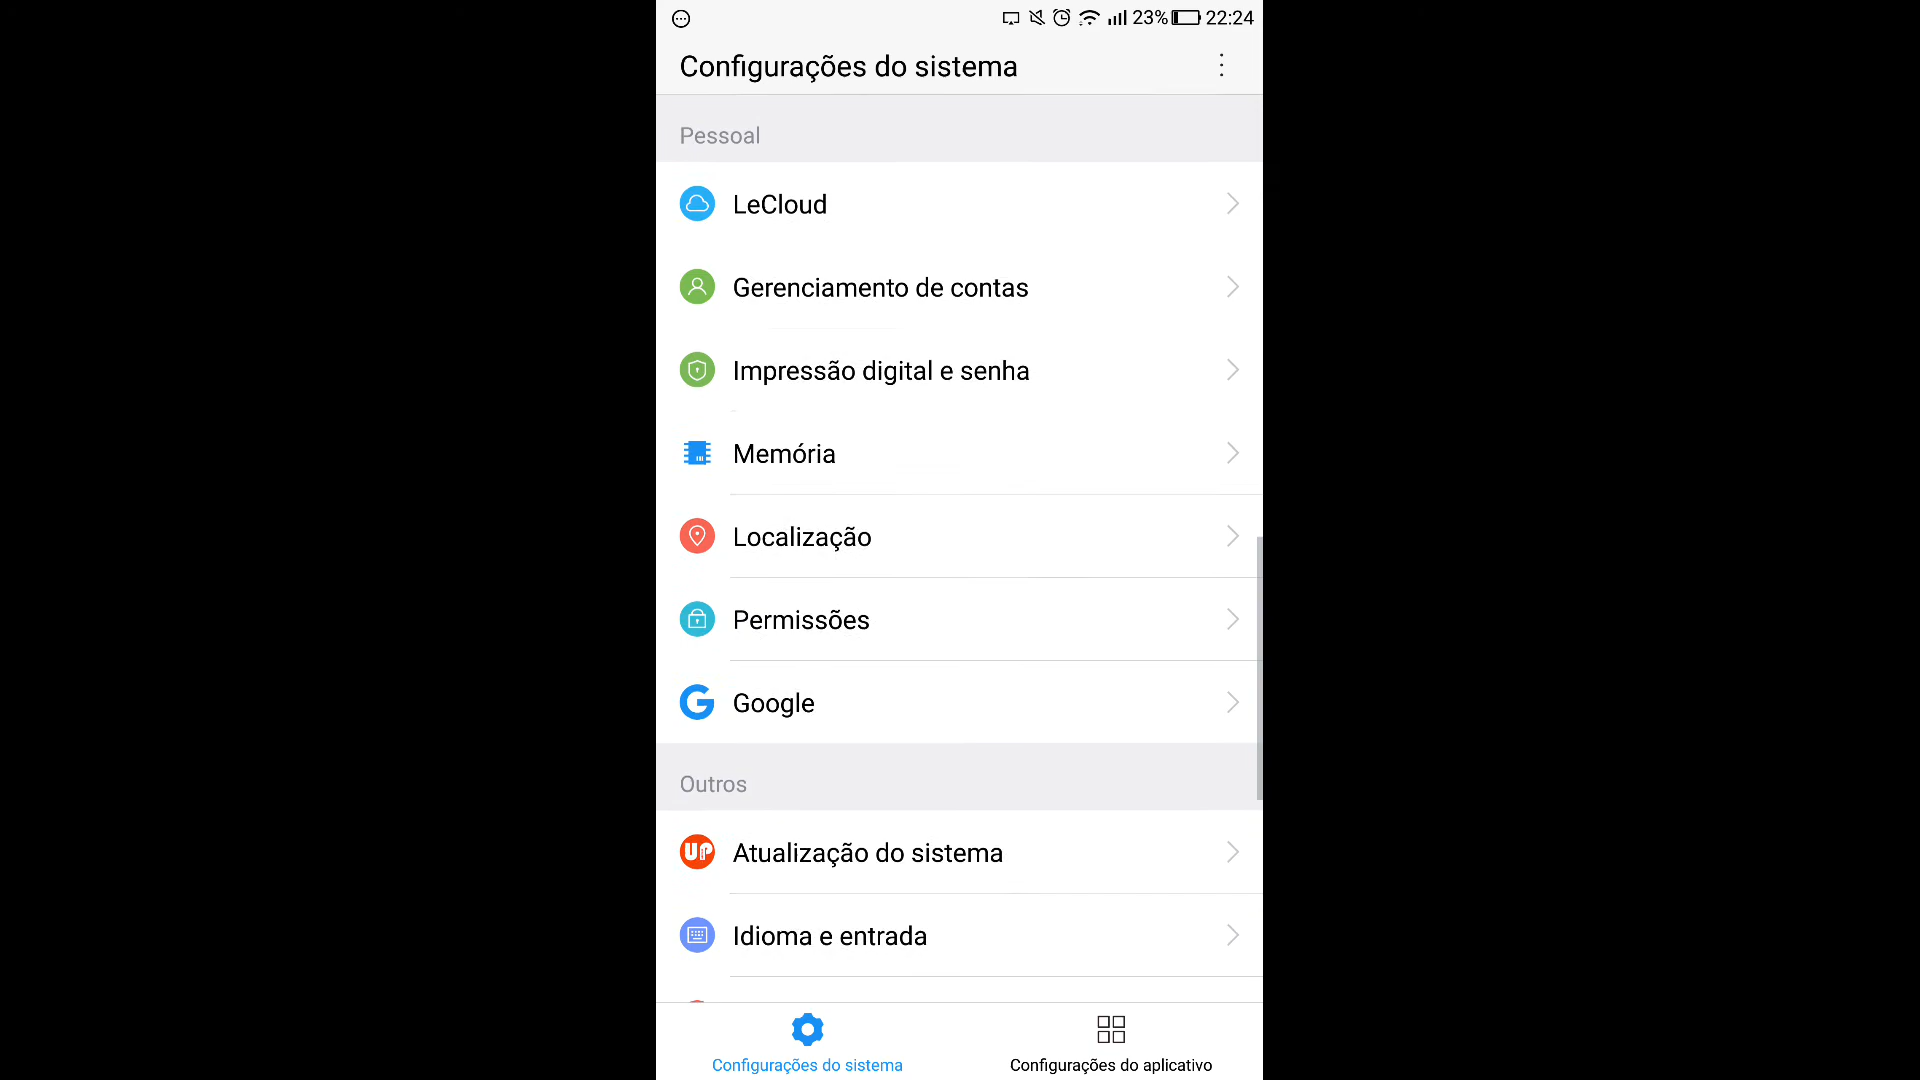 23% 22:24
Configurações do sistema
Pessoal
LeCloud
Gerenciamento de contas
Impressão digital e senha
Memória
Localização
Permissões
Google
Outros
UP Atualização do sistema
Idioma e entrada
Configurações do sistema
Configurações do aplicativo